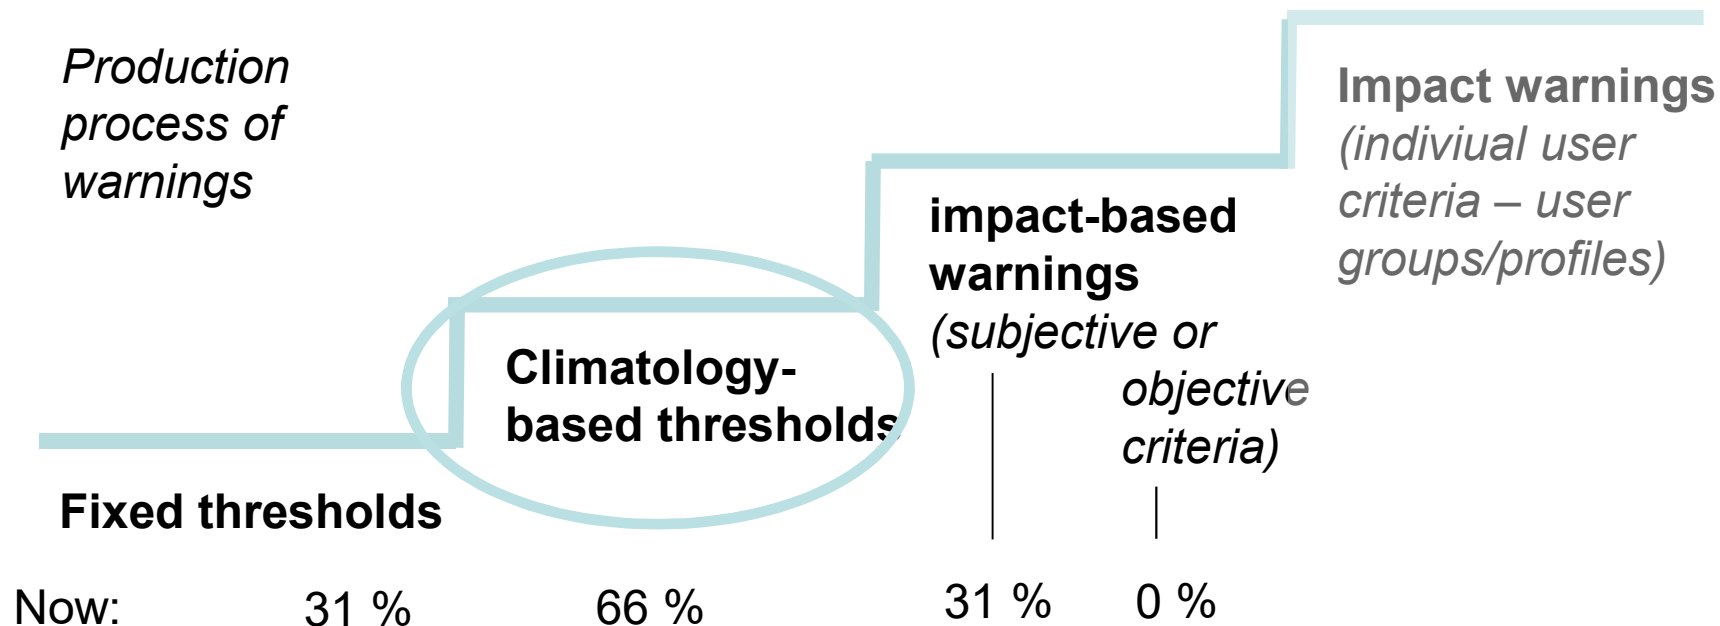 Production
process of
warnings
Fixed thresholds
Climatology-
based thresholds
impact-based
warnings
(subjective or
objective
criteria)
Impact warnings
(indiviual user
criteria – user
groups/profiles)
Now: 31 % 66 % 31 % 0 %